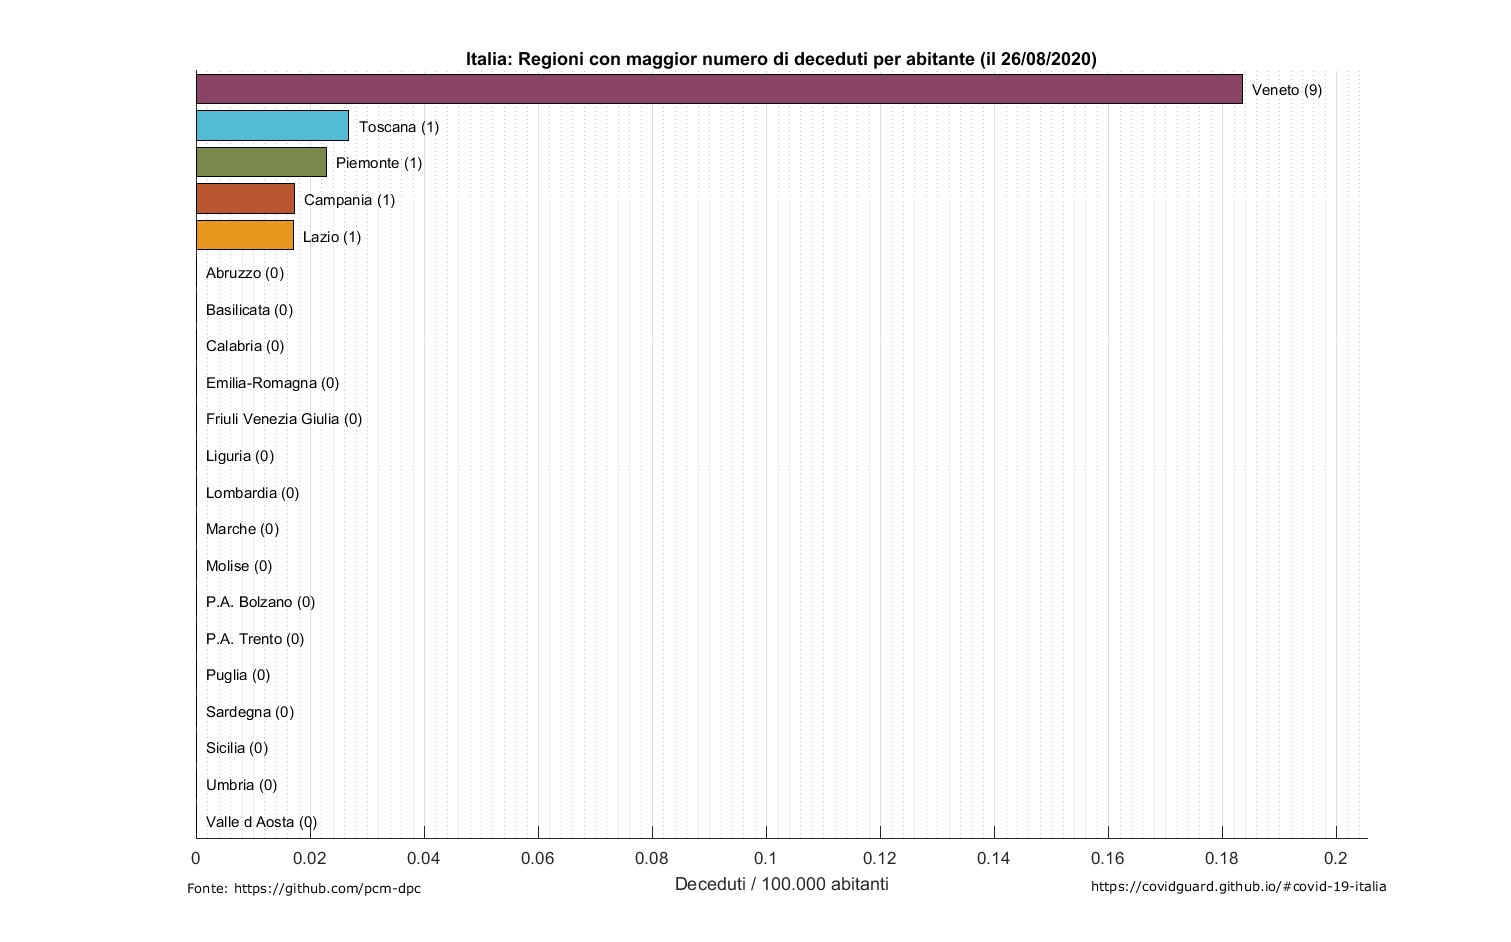 Italia: Regioni con maggior numero di deceduti per abitante (il 26/08/2020)
Veneto (9)
Toscana (1)
Piemonte (1)
Campania (1)
Lazio (1)
Abruzzo (0)
Basilicata (0)
Calabria (0)
Emilia-Romagna (0)
Friuli Venezia Giulia (0)
Liguria (0)
Lombardia (0)
Marche (0)
Molise (0)
P.A. Bolzano (0)
P.A. Trento (0)
Puglia (0)
Sardegna (0)
Sicilia (0)
Umbria (0)
Valle d Aosta (0)
0 0.02 0.04 0.06 0.08 0.1 0.12 0.14 0.16 0.18 0.2
Deceduti / 100.000 abitanti
Fonte: https://github.com/pcm-dpc
https://covidguard.github.io/#covid-19-italia